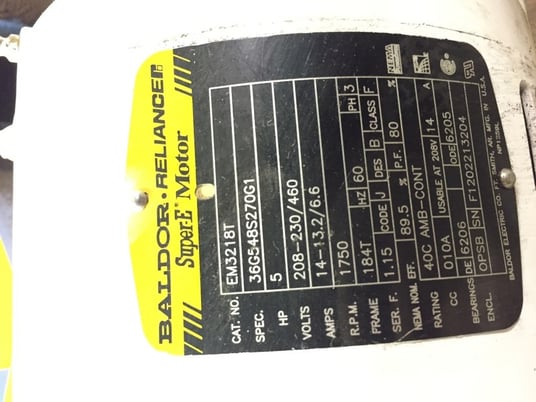 BALDOR • RELIANCER
Super-E® Motor
CAT. NO. EM3218T
SPEC. 36G548S270G1
HP 5
VOLTS 208-230/460
AMPS 14-13.2/6.6
R.P.M. 1750
FRAME 184T HZ 60 PH 3
SER. F. 1.15 CODE J DES B CLASS F
NEMA NOM. EFF. 89.5 % P.F. 80 %
RATING 40C AMB-CONT
CC 010A USABLE AT 208V 14 A
BEARINGS DE 6206 ODE 6205
ENCL. OPSB SN F1202213204
BALDOR ELECTRIC CO. FT. SMITH, AR. MFG. IN U.S.A.
NEMA